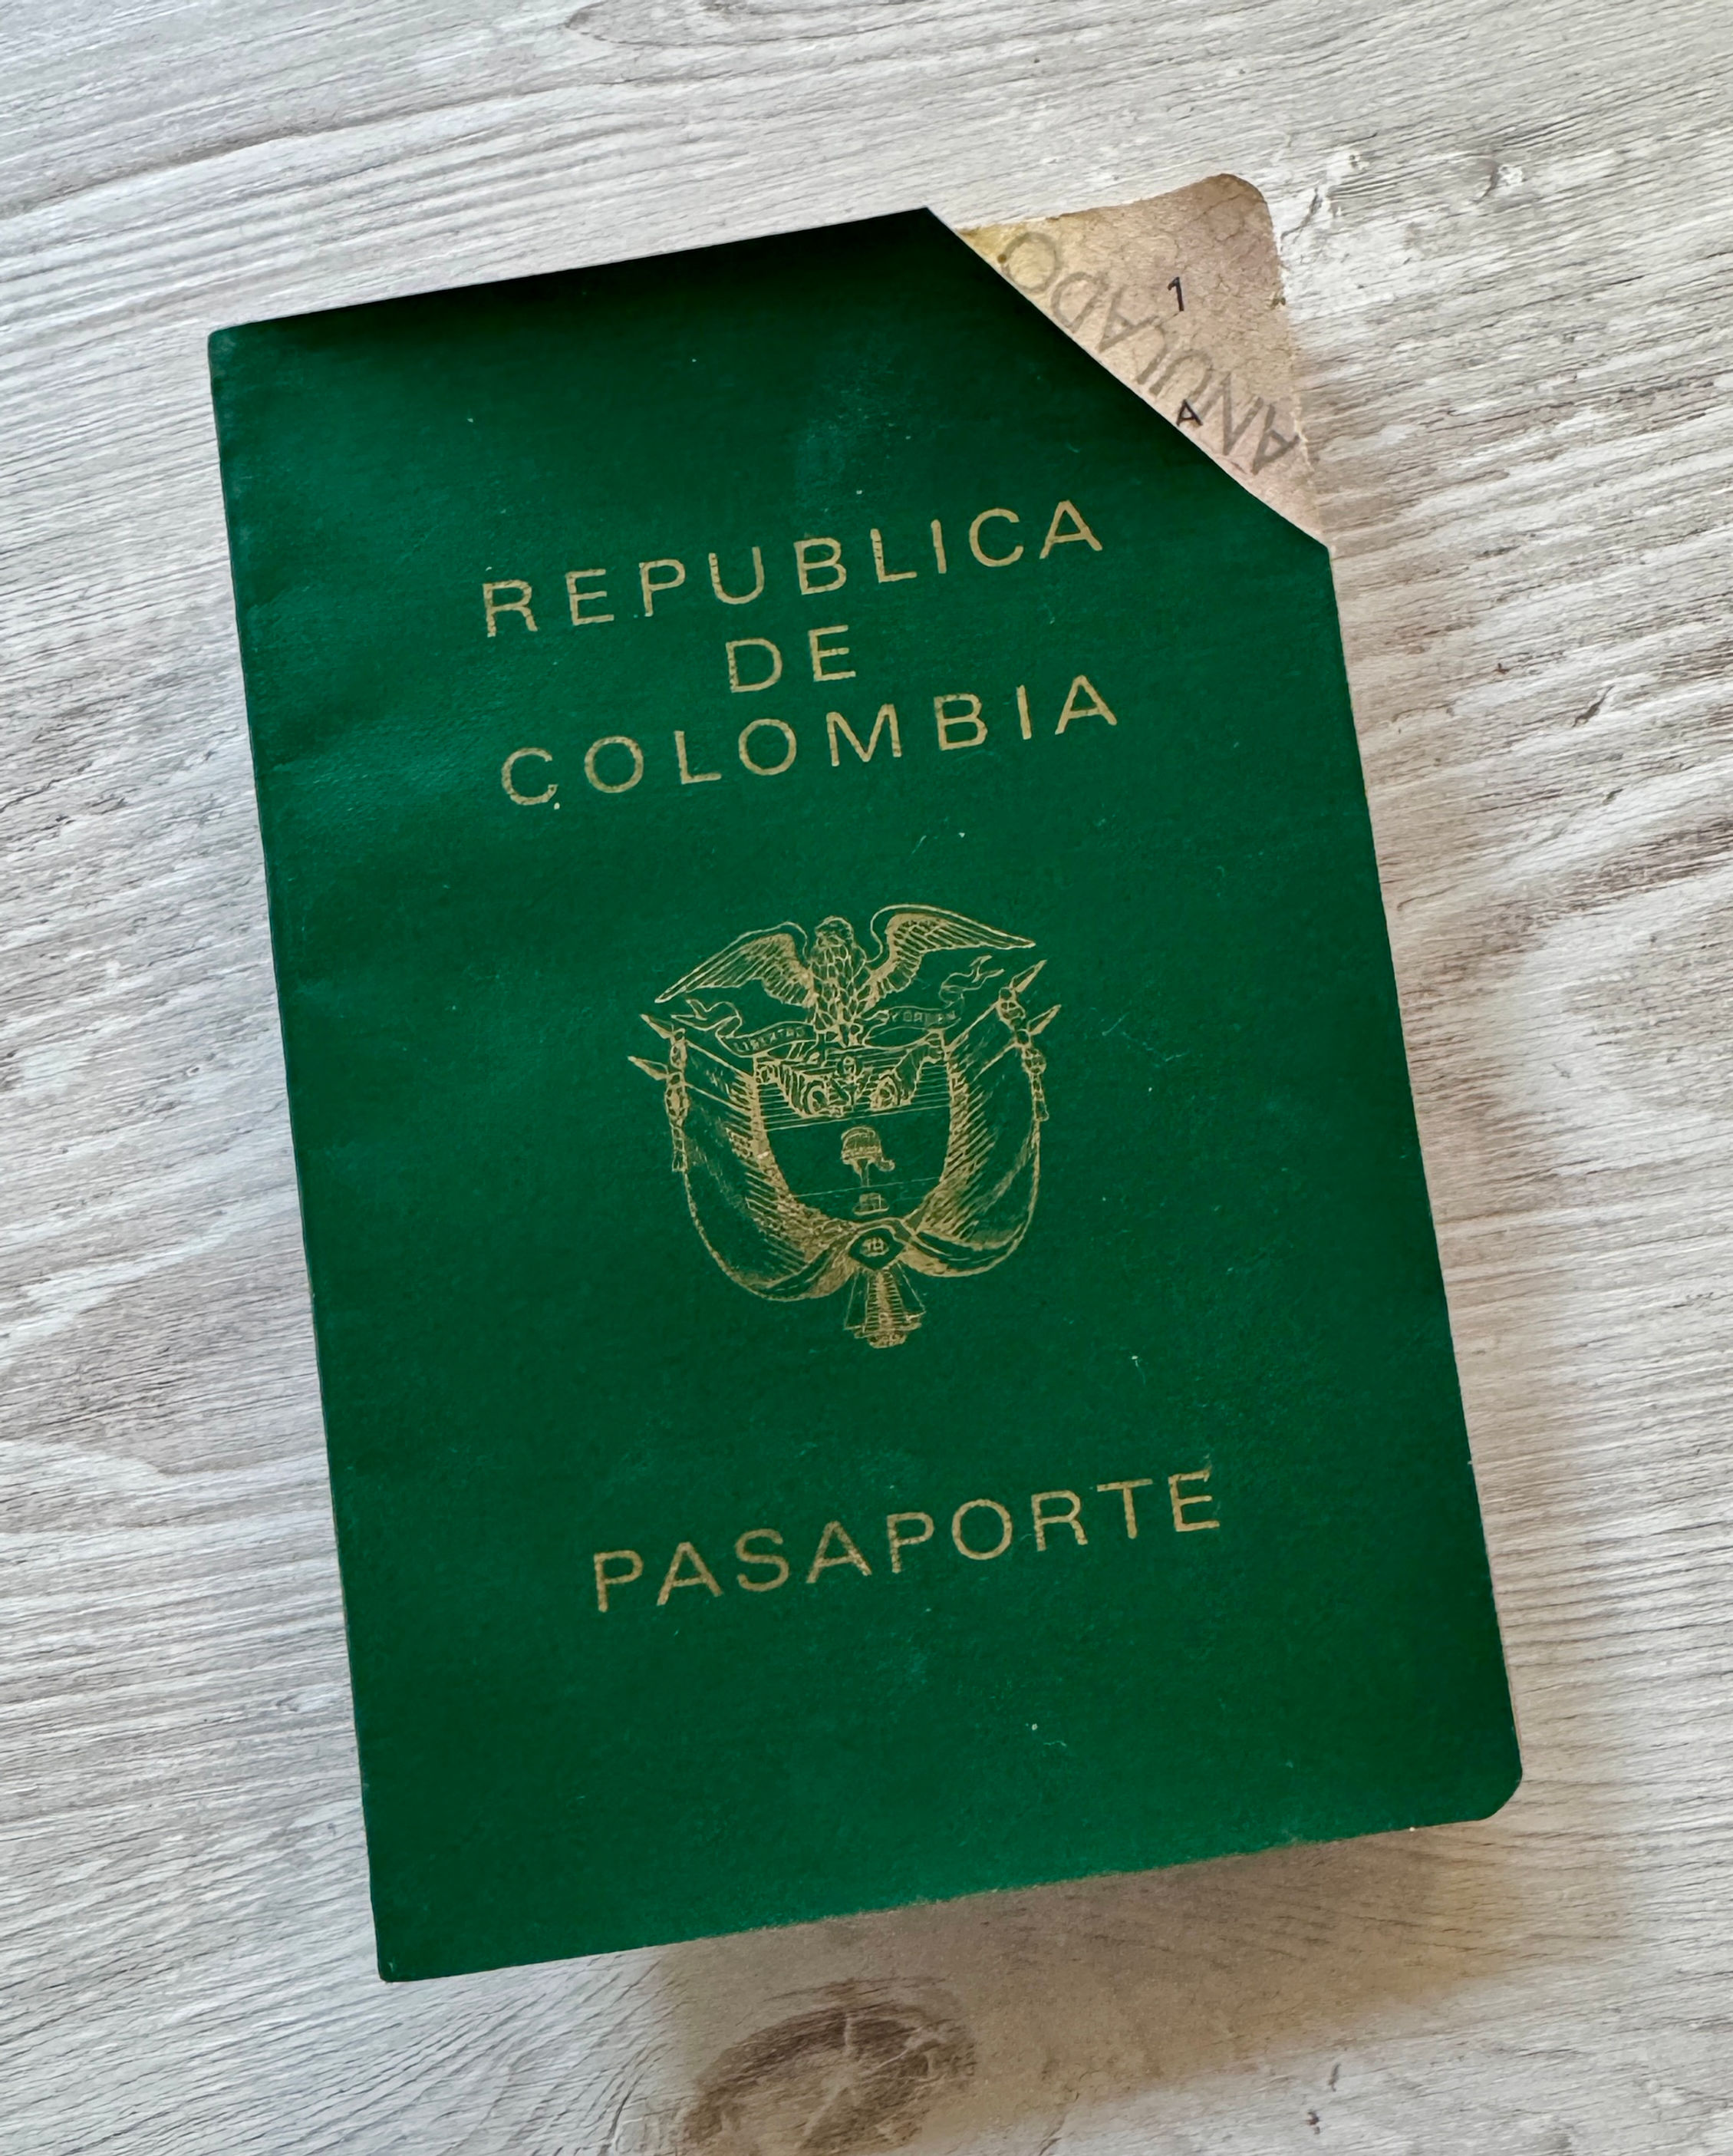 1
A
ANULADO
REPUBLICA
DE
COLOMBIA
LIBERTAD Y ORDEN
PASAPORTE